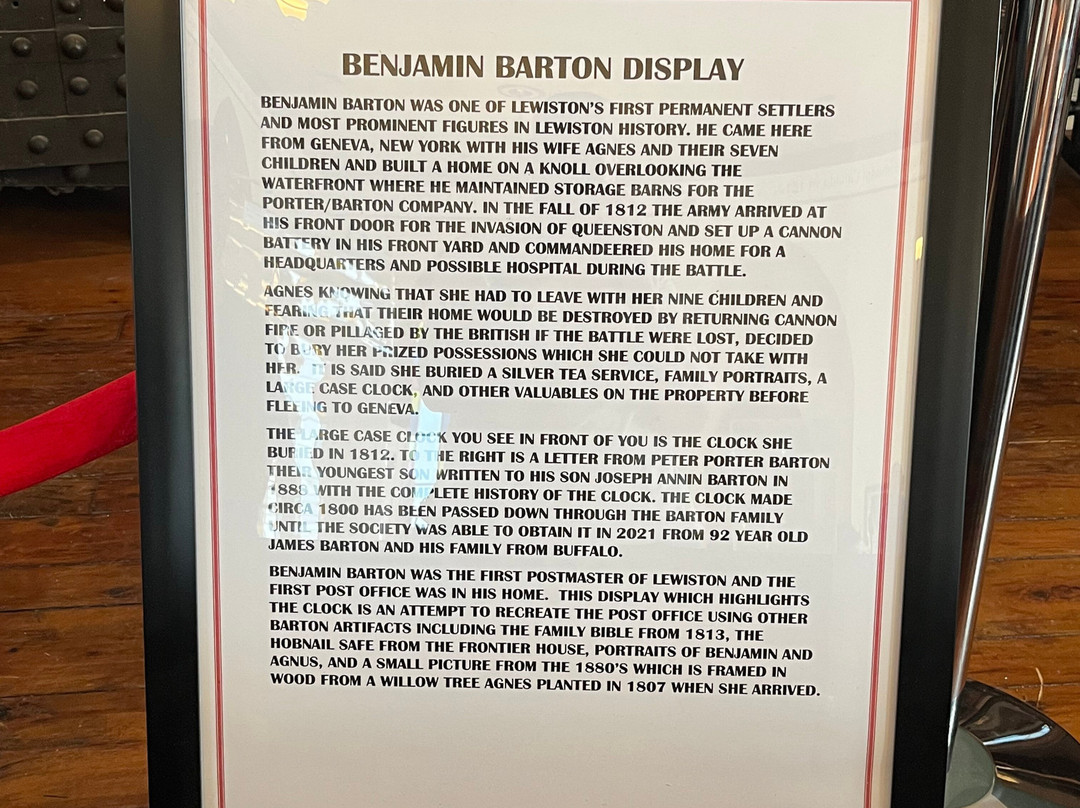 BENJAMIN BARTON DISPLAY
BENJAMIN BARTON WAS ONE OF LEWISTON'S FIRST PERMANENT SETTLERS
AND MOST PROMINENT FIGURES IN LEWISTON HISTORY. HE CAME HERE
FROM GENEVA, NEW YORK WITH HIS WIFE AGNES AND THEIR SEVEN
CHILDREN AND BUILT A HOME ON A KNOLL OVERLOOKING THE
WATERFRONT WHERE HE MAINTAINED STORAGE BARNS FOR THE
PORTER/BARTON COMPANY. IN THE FALL OF 1812 THE ARMY ARRIVED AT
HIS FRONT DOOR FOR THE INVASION OF QUEENSTON AND SET UP A CANNON
BATTERY IN HIS FRONT YARD AND COMMANDEERED HIS HOME FOR A
HEADQUARTERS AND POSSIBLE HOSPITAL DURING THE BATTLE.
AGNES KNOWING THAT SHE HAD TO LEAVE WITH HER NINE CHILDREN AND
FEARING THAT THEIR HOME WOULD BE DESTROYED BY RETURNING CANNON
FIRE OR PILLAGED BY THE BRITISH IF THE BATTLE WERE LOST, DECIDED
TO BURY HER PRIZED POSSESSIONS WHICH SHE COULD NOT TAKE WITH
HER. IT IS SAID SHE BURIED A SILVER TEA SERVICE, FAMILY PORTRAITS, A
LARGE CASE CLOCK, AND OTHER VALUABLES ON THE PROPERTY BEFORE
FLEEING TO GENEVA.
THE LARGE CASE CLOCK YOU SEE IN FRONT OF YOU IS THE CLOCK SHE
BURIED IN 1812. TO THE RIGHT IS A LETTER FROM PETER PORTER BARTON
THEIR YOUNGEST SON WRITTEN TO HIS SON JOSEPH ANNIN BARTON IN
1888 WITH THE COMPLETE HISTORY OF THE CLOCK. THE CLOCK MADE
CIRCA 1800 HAS BEEN PASSED DOWN THROUGH THE BARTON FAMILY
UNTIL THE SOCIETY WAS ABLE TO OBTAIN IT IN 2021 FROM 92 YEAR OLD
JAMES BARTON AND HIS FAMILY FROM BUFFALO.
BENJAMIN BARTON WAS THE FIRST POSTMASTER OF LEWISTON AND THE
FIRST POST OFFICE WAS IN HIS HOME. THIS DISPLAY WHICH HIGHLIGHTS
THE CLOCK IS AN ATTEMPT TO RECREATE THE POST OFFICE USING OTHER
BARTON ARTIFACTS INCLUDING THE FAMILY BIBLE FROM 1813, THE
HOBNAIL SAFE FROM THE FRONTIER HOUSE, PORTRAITS OF BENJAMIN AND
AGNUS, AND A SMALL PICTURE FROM THE 1880'S WHICH IS FRAMED IN
WOOD FROM A WILLOW TREE AGNES PLANTED IN 1807 WHEN SHE ARRIVED.